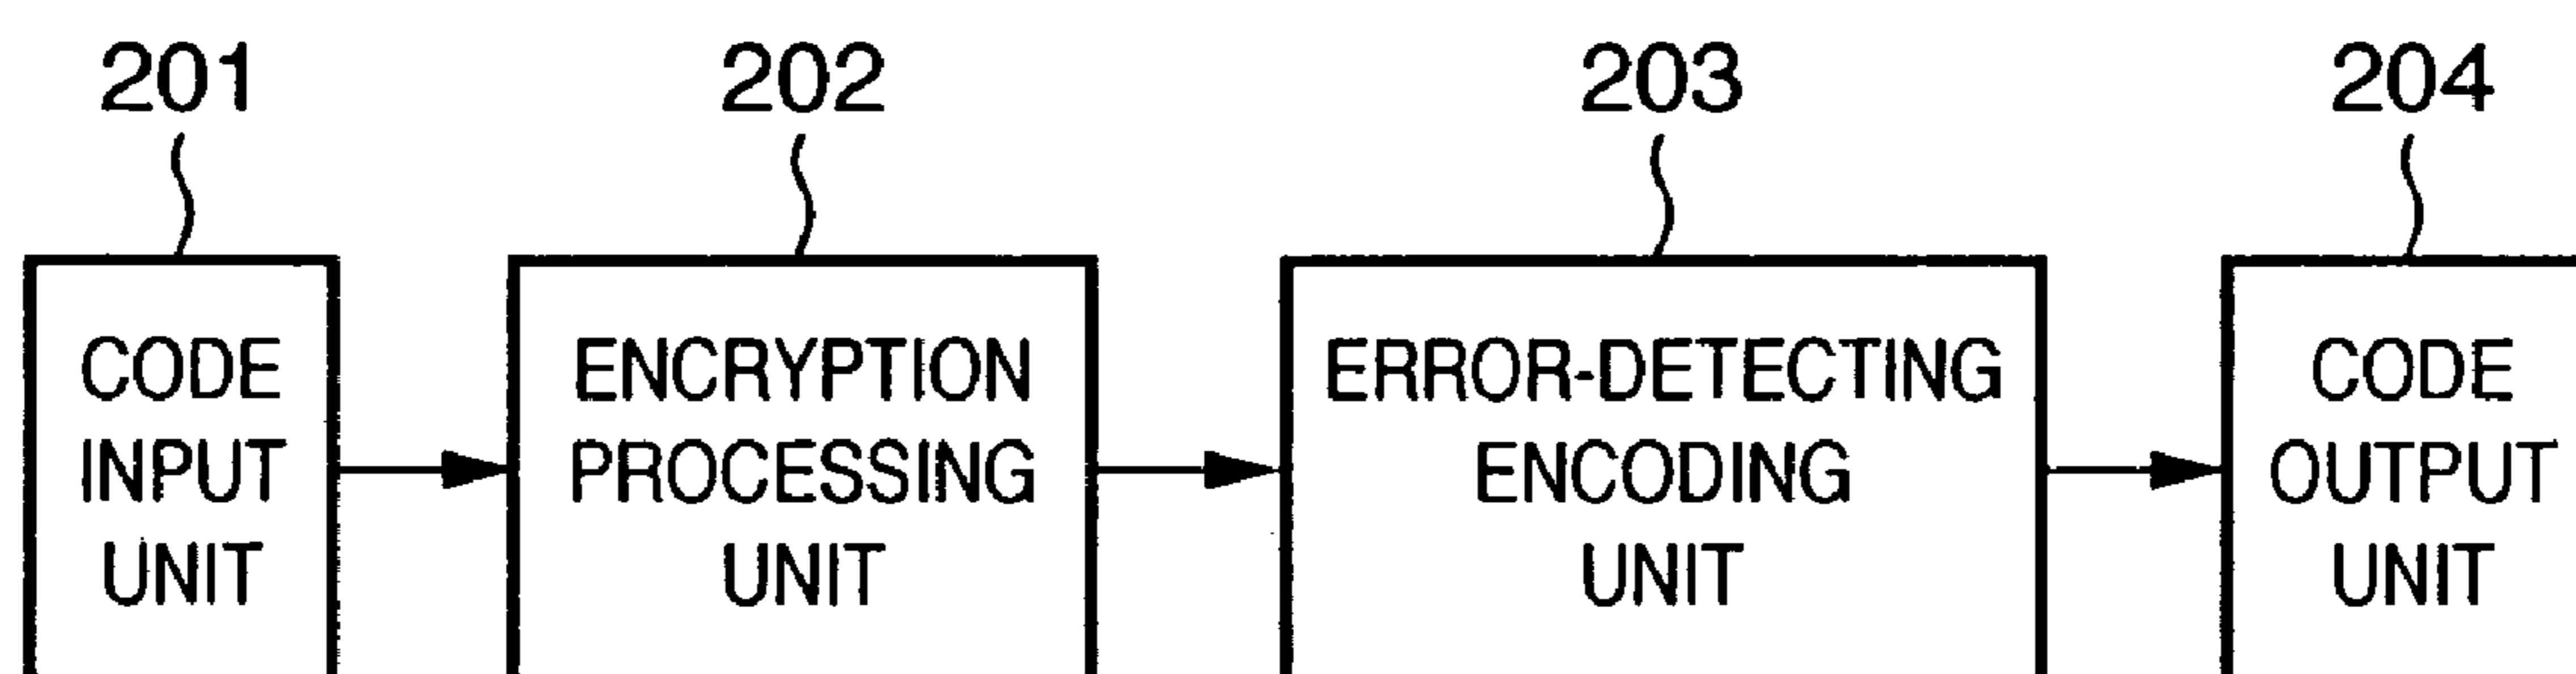 201
202
203
204
CODE
INPUT
UNIT
ENCRYPTION
PROCESSING
UNIT
ERROR-DETECTING
ENCODING
UNIT
CODE
OUTPUT
UNIT